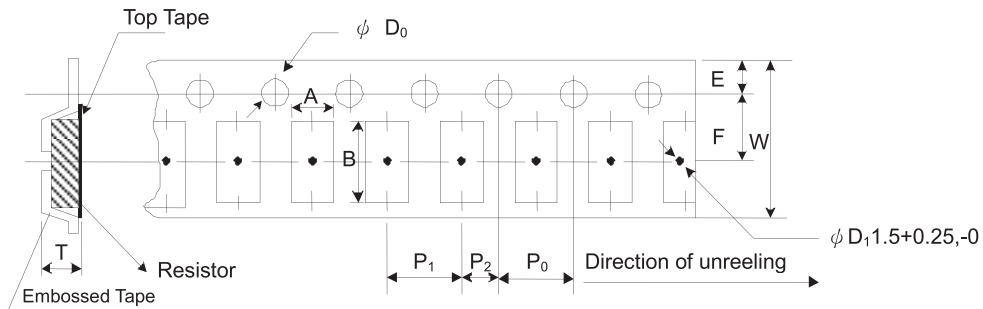 Top Tape
ψ D₀
A
E
F
W
B
T
P₁
P₂
P₀
Direction of unreeling
ψ D₁ 1.5+0.25,-0
Resistor
Embossed Tape